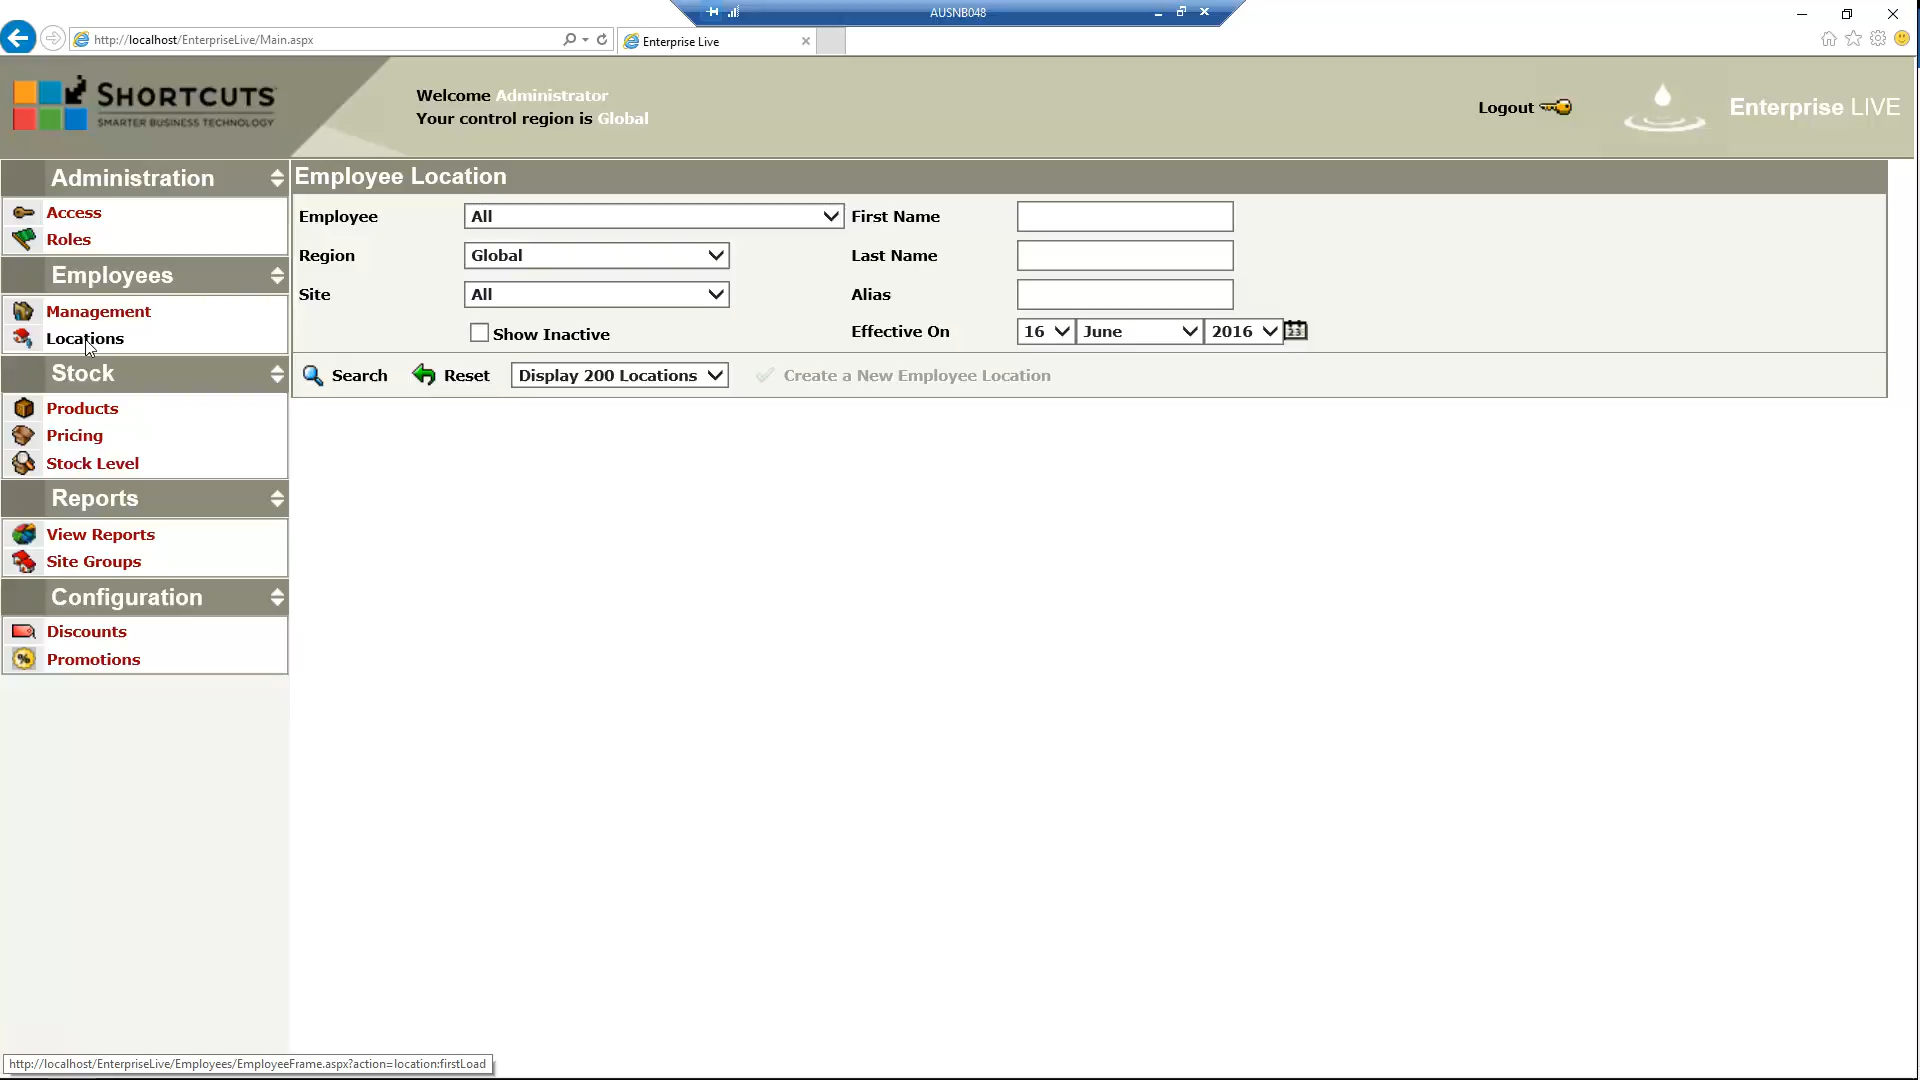 AUSNB048
http://localhost/EnterpriseLive/Main.aspx
Enterprise Live
SHORTCUTS
SMARTER BUSINESS TECHNOLOGY
Welcome Administrator
Your control region is Global
Logout
Enterprise LIVE
Administration
Access
Roles
Employees
Management
Locations
Stock
Products
Pricing
Stock Level
Reports
View Reports
Site Groups
Configuration
Discounts
Promotions
Employee Location
Employee All First Name
Region Global Last Name
Site All Alias
Show Inactive Effective On 16 June 2016 23
Search Reset Display 200 Locations Create a New Employee Location
http://localhost/EnterpriseLive/Employees/EmployeeFrame.aspx?action=location:firstLoad